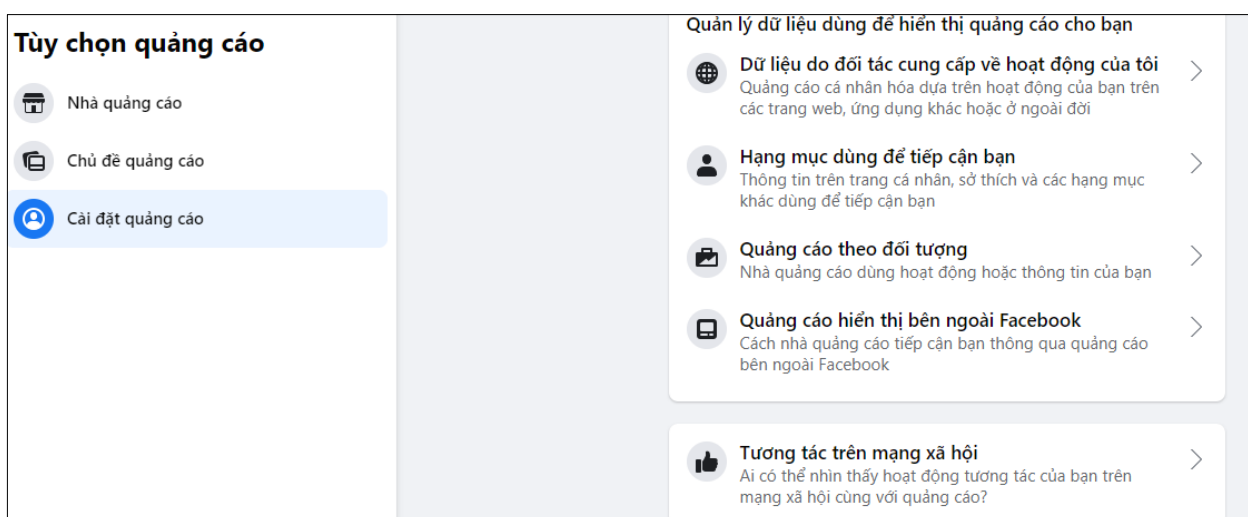 Tùy chọn quảng cáo
Nhà quảng cáo
Chủ đề quảng cáo
Cài đặt quảng cáo
Quản lý dữ liệu dùng để hiển thị quảng cáo cho bạn
Dữ liệu do đối tác cung cấp về hoạt động của tôi
Quảng cáo cá nhân hóa dựa trên hoạt động của bạn trên
các trang web, ứng dụng khác hoặc ở ngoài đời
Hạng mục dùng để tiếp cận bạn
Thông tin trên trang cá nhân, sở thích và các hạng mục
khác dùng để tiếp cận bạn
Quảng cáo theo đối tượng
Nhà quảng cáo dùng hoạt động hoặc thông tin của bạn
Quảng cáo hiển thị bên ngoài Facebook
Cách nhà quảng cáo tiếp cận bạn thông qua quảng cáo
bên ngoài Facebook
Tương tác trên mạng xã hội
Ai có thể nhìn thấy hoạt động tương tác của bạn trên
mạng xã hội cùng với quảng cáo?